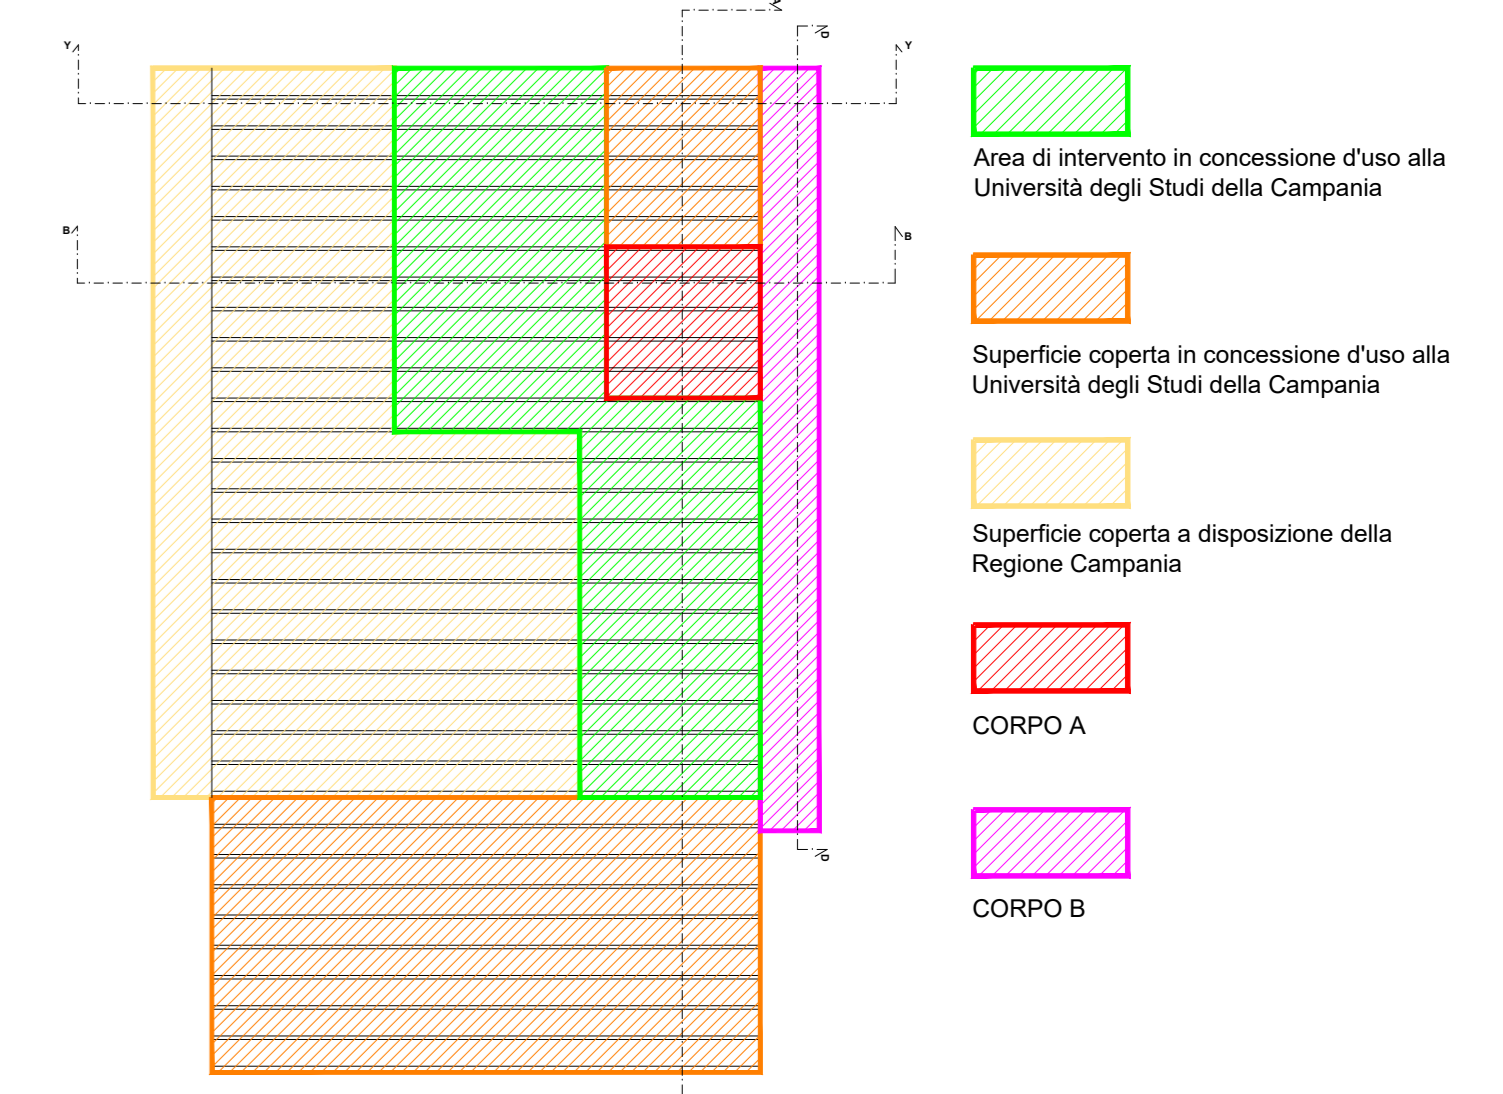 A
D
Y
Y
B
B
D
Area di intervento in concessione d'uso alla
Università degli Studi della Campania
Superficie coperta in concessione d'uso alla
Università degli Studi della Campania
Superficie coperta a disposizione della
Regione Campania
CORPO A
CORPO B